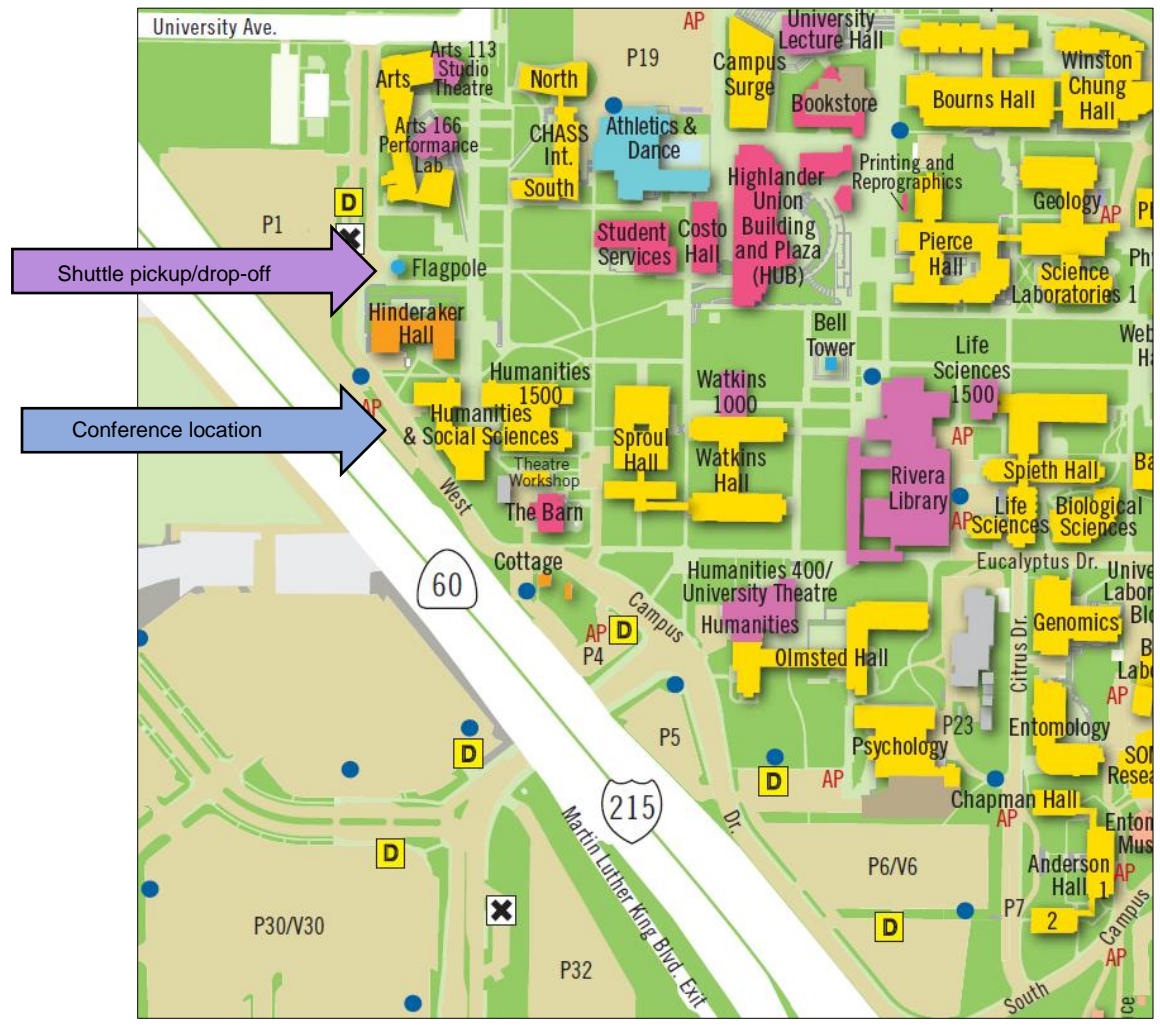 University Ave.
AP
University
Lecture Hall
Arts 113
Studio
Theatre
Arts
North
P19
Campus
Surge
Bookstore
Bourns Hall
Winston
Chung
Hall
Arts 166
Performance
Lab
CHASS
Int.
South
Athletics &
Dance
Highlander
Union
Building
and Plaza
(HUB)
Printing and
Reprographics
Geology
AP
D
P1
Student
Services
Costo
Hall
Pierce
Hall
Science
Laboratories 1
Shuttle pickup/drop-off
Flagpole
Hinderaker
Hall
Bell
Tower
Life
Sciences
1500
AP
Humanities
1500
Watkins
1000
Conference location
Humanities
& Social Sciences
Sproul
Hall
Watkins
Hall
Rivera
Library
AP
Spieth Hall
Theatre
Workshop
The Barn
West
AP
Life
Sciences
Biological
Sciences
Eucalyptus Dr.
Cottage
60
Campus
Humanities 400/
University Theatre
Humanities
Genomics
AP
D
P4
Olmsted Hall
Citrus Dr.
AP
P23
Entomology
P5
Psychology
D
D
AP
215
Dr.
Chapman Hall
AP
Martin Luther King Blvd. Exit
D
P6/V6
Anderson
Hall 1
AP
P30/V30
D
P7
2
Campus
P32
South
AP